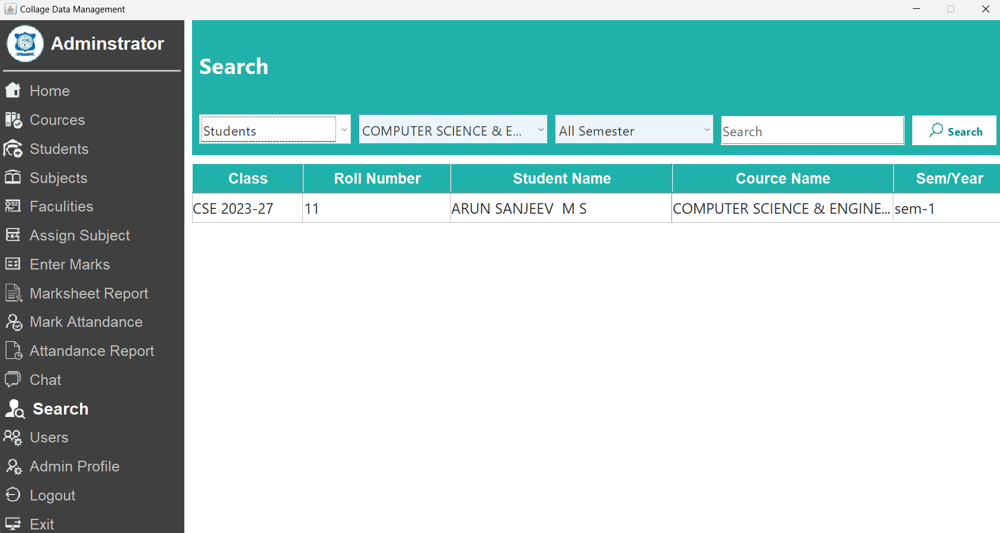 Collage Data Management
Adminstrator
Home
Cources
Students
Subjects
Faculities
Assign Subject
Enter Marks
Marksheet Report
Mark Attandance
Attandance Report
Chat
Search
Users
Admin Profile
Logout
Exit
Search
Students COMPUTER SCIENCE & E... All Semester Search Search
Class Roll Number Student Name Cource Name Sem/Year
CSE 2023-27 11 ARUN SANJEEV  M S COMPUTER SCIENCE & ENGINE... sem-1